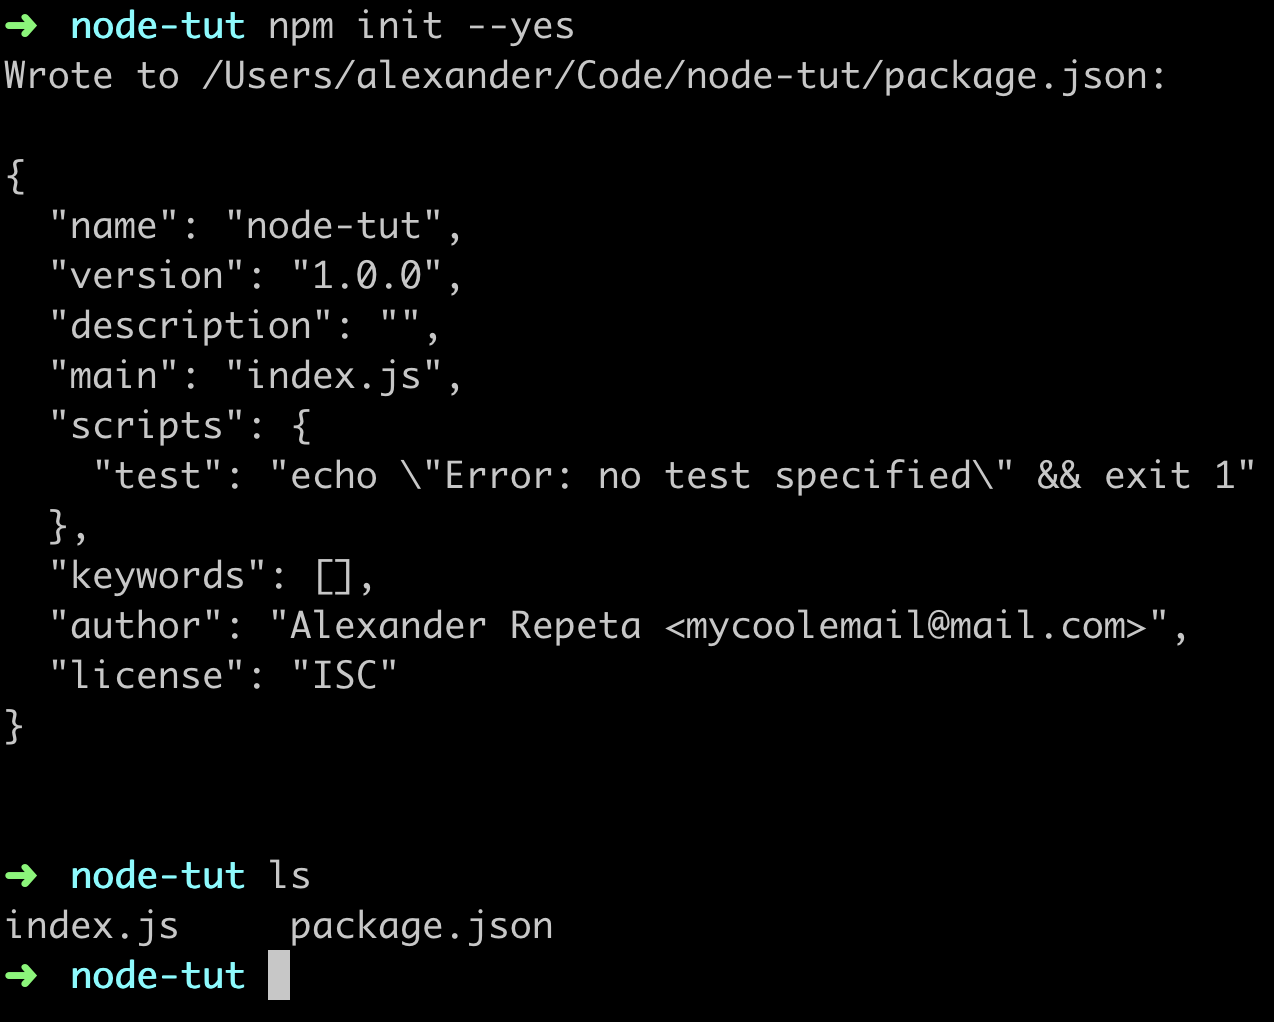 ➜  node-tut npm init --yes
Wrote to /Users/alexander/Code/node-tut/package.json:

{
  "name": "node-tut",
  "version": "1.0.0",
  "description": "",
  "main": "index.js",
  "scripts": {
    "test": "echo \"Error: no test specified\" && exit 1"
  },
  "keywords": [],
  "author": "Alexander Repeta <mycoolemail@mail.com>",
  "license": "ISC"
}

➜  node-tut ls
index.js     package.json
➜  node-tut